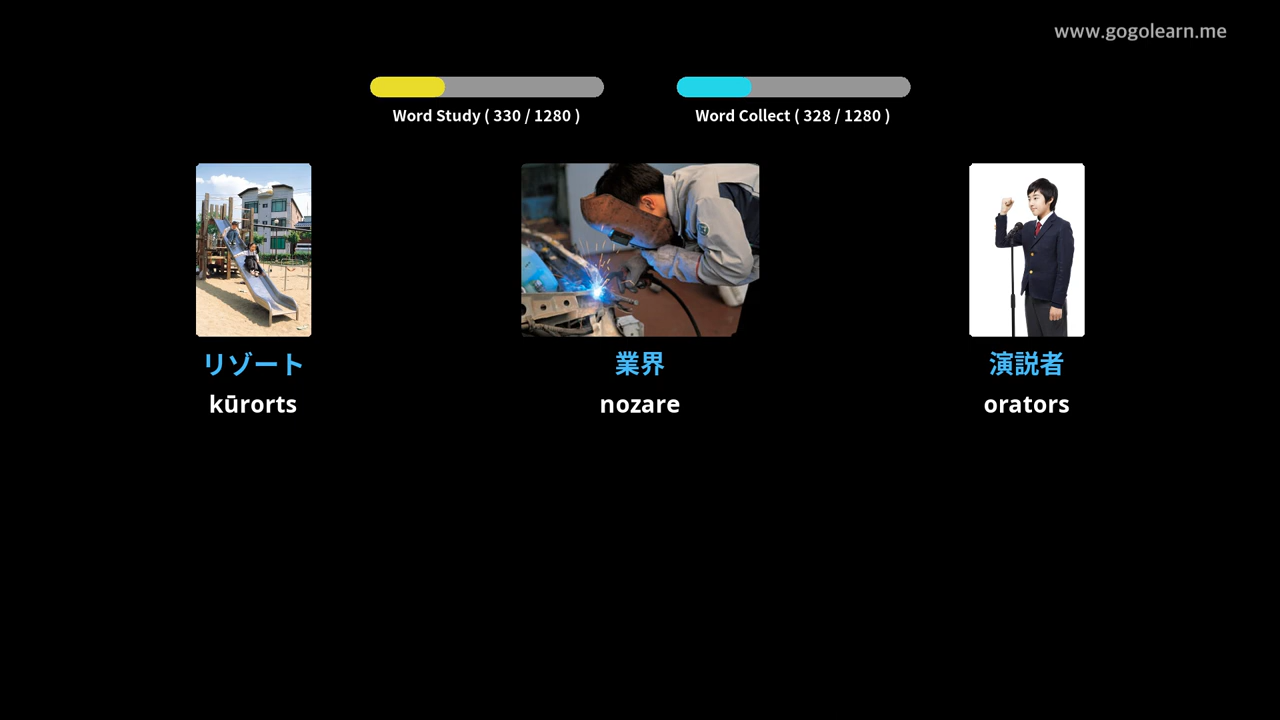 www.gogolearn.me
Word Study ( 330 / 1280 )
Word Collect ( 328 / 1280 )
リゾート
kūrorts
業界
nozare
演説者
orators